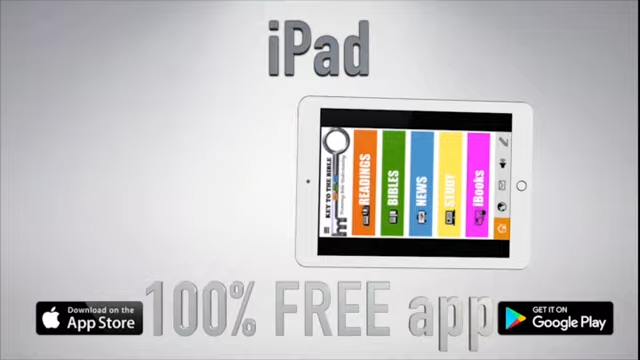 iPad
KEY TO THE BIBLE
READINGS
BIBLES
NEWS
STUDY
iBooks
100% FREE app
Download on the
App Store
GET IT ON
Google Play